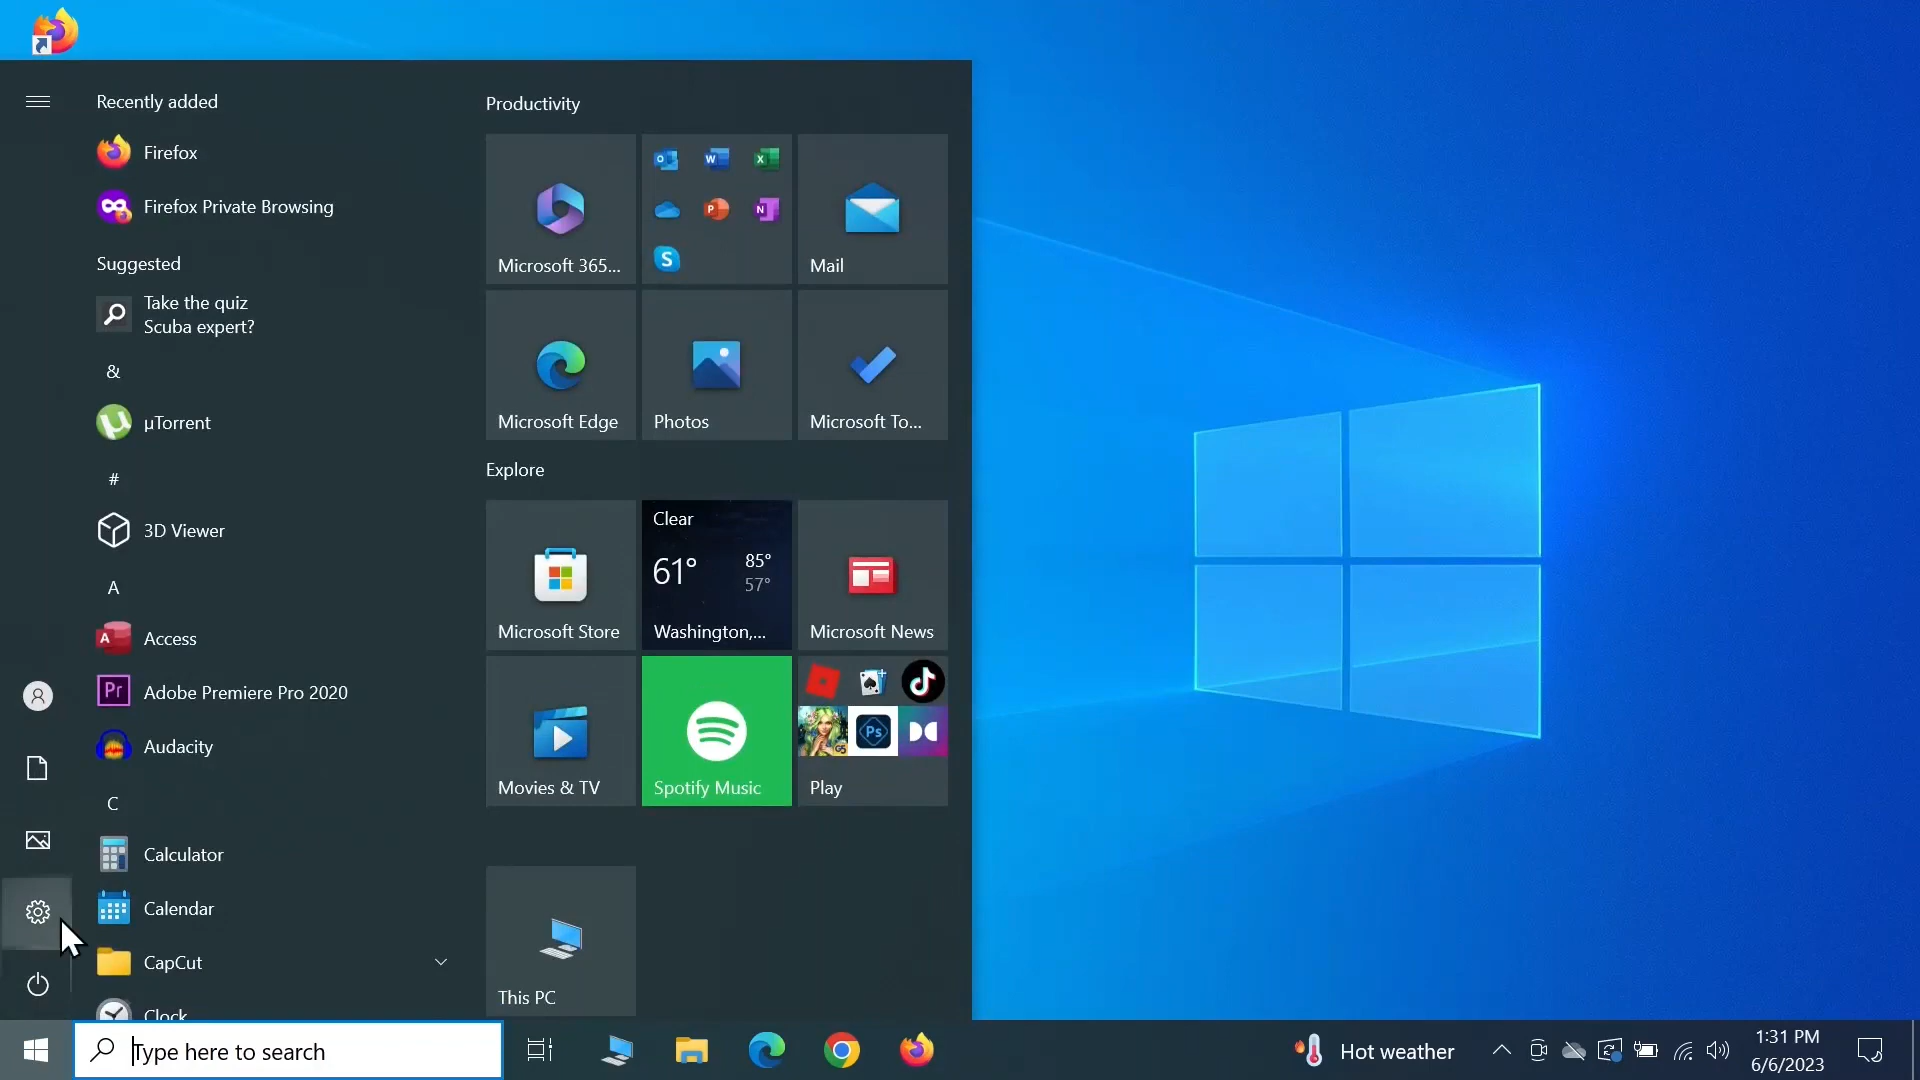 Recently added
Firefox
Firefox Private Browsing
Suggested
Take the quiz
Scuba expert?
&
µTorrent
#
3D Viewer
A
Access
Adobe Premiere Pro 2020
Audacity
C
Calculator
Calendar
CapCut
Clock
Productivity
Microsoft 365...
Mail
Microsoft Edge
Photos
Microsoft To...
Explore
Microsoft Store
Clear
61°
85°
57°
Washington,...
Microsoft News
Movies & TV
Spotify Music
Play
This PC
Type here to search
Hot weather
1:31 PM
6/6/2023